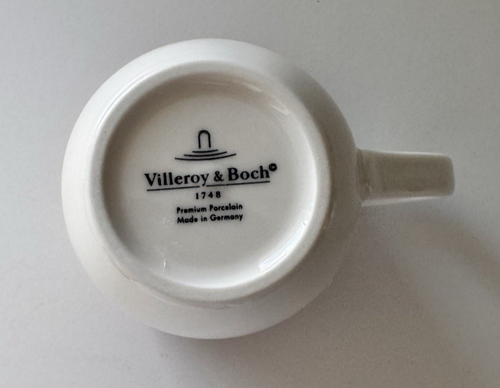 Villeroy & Boch©
1748
Premium Porcelain
Made in Germany